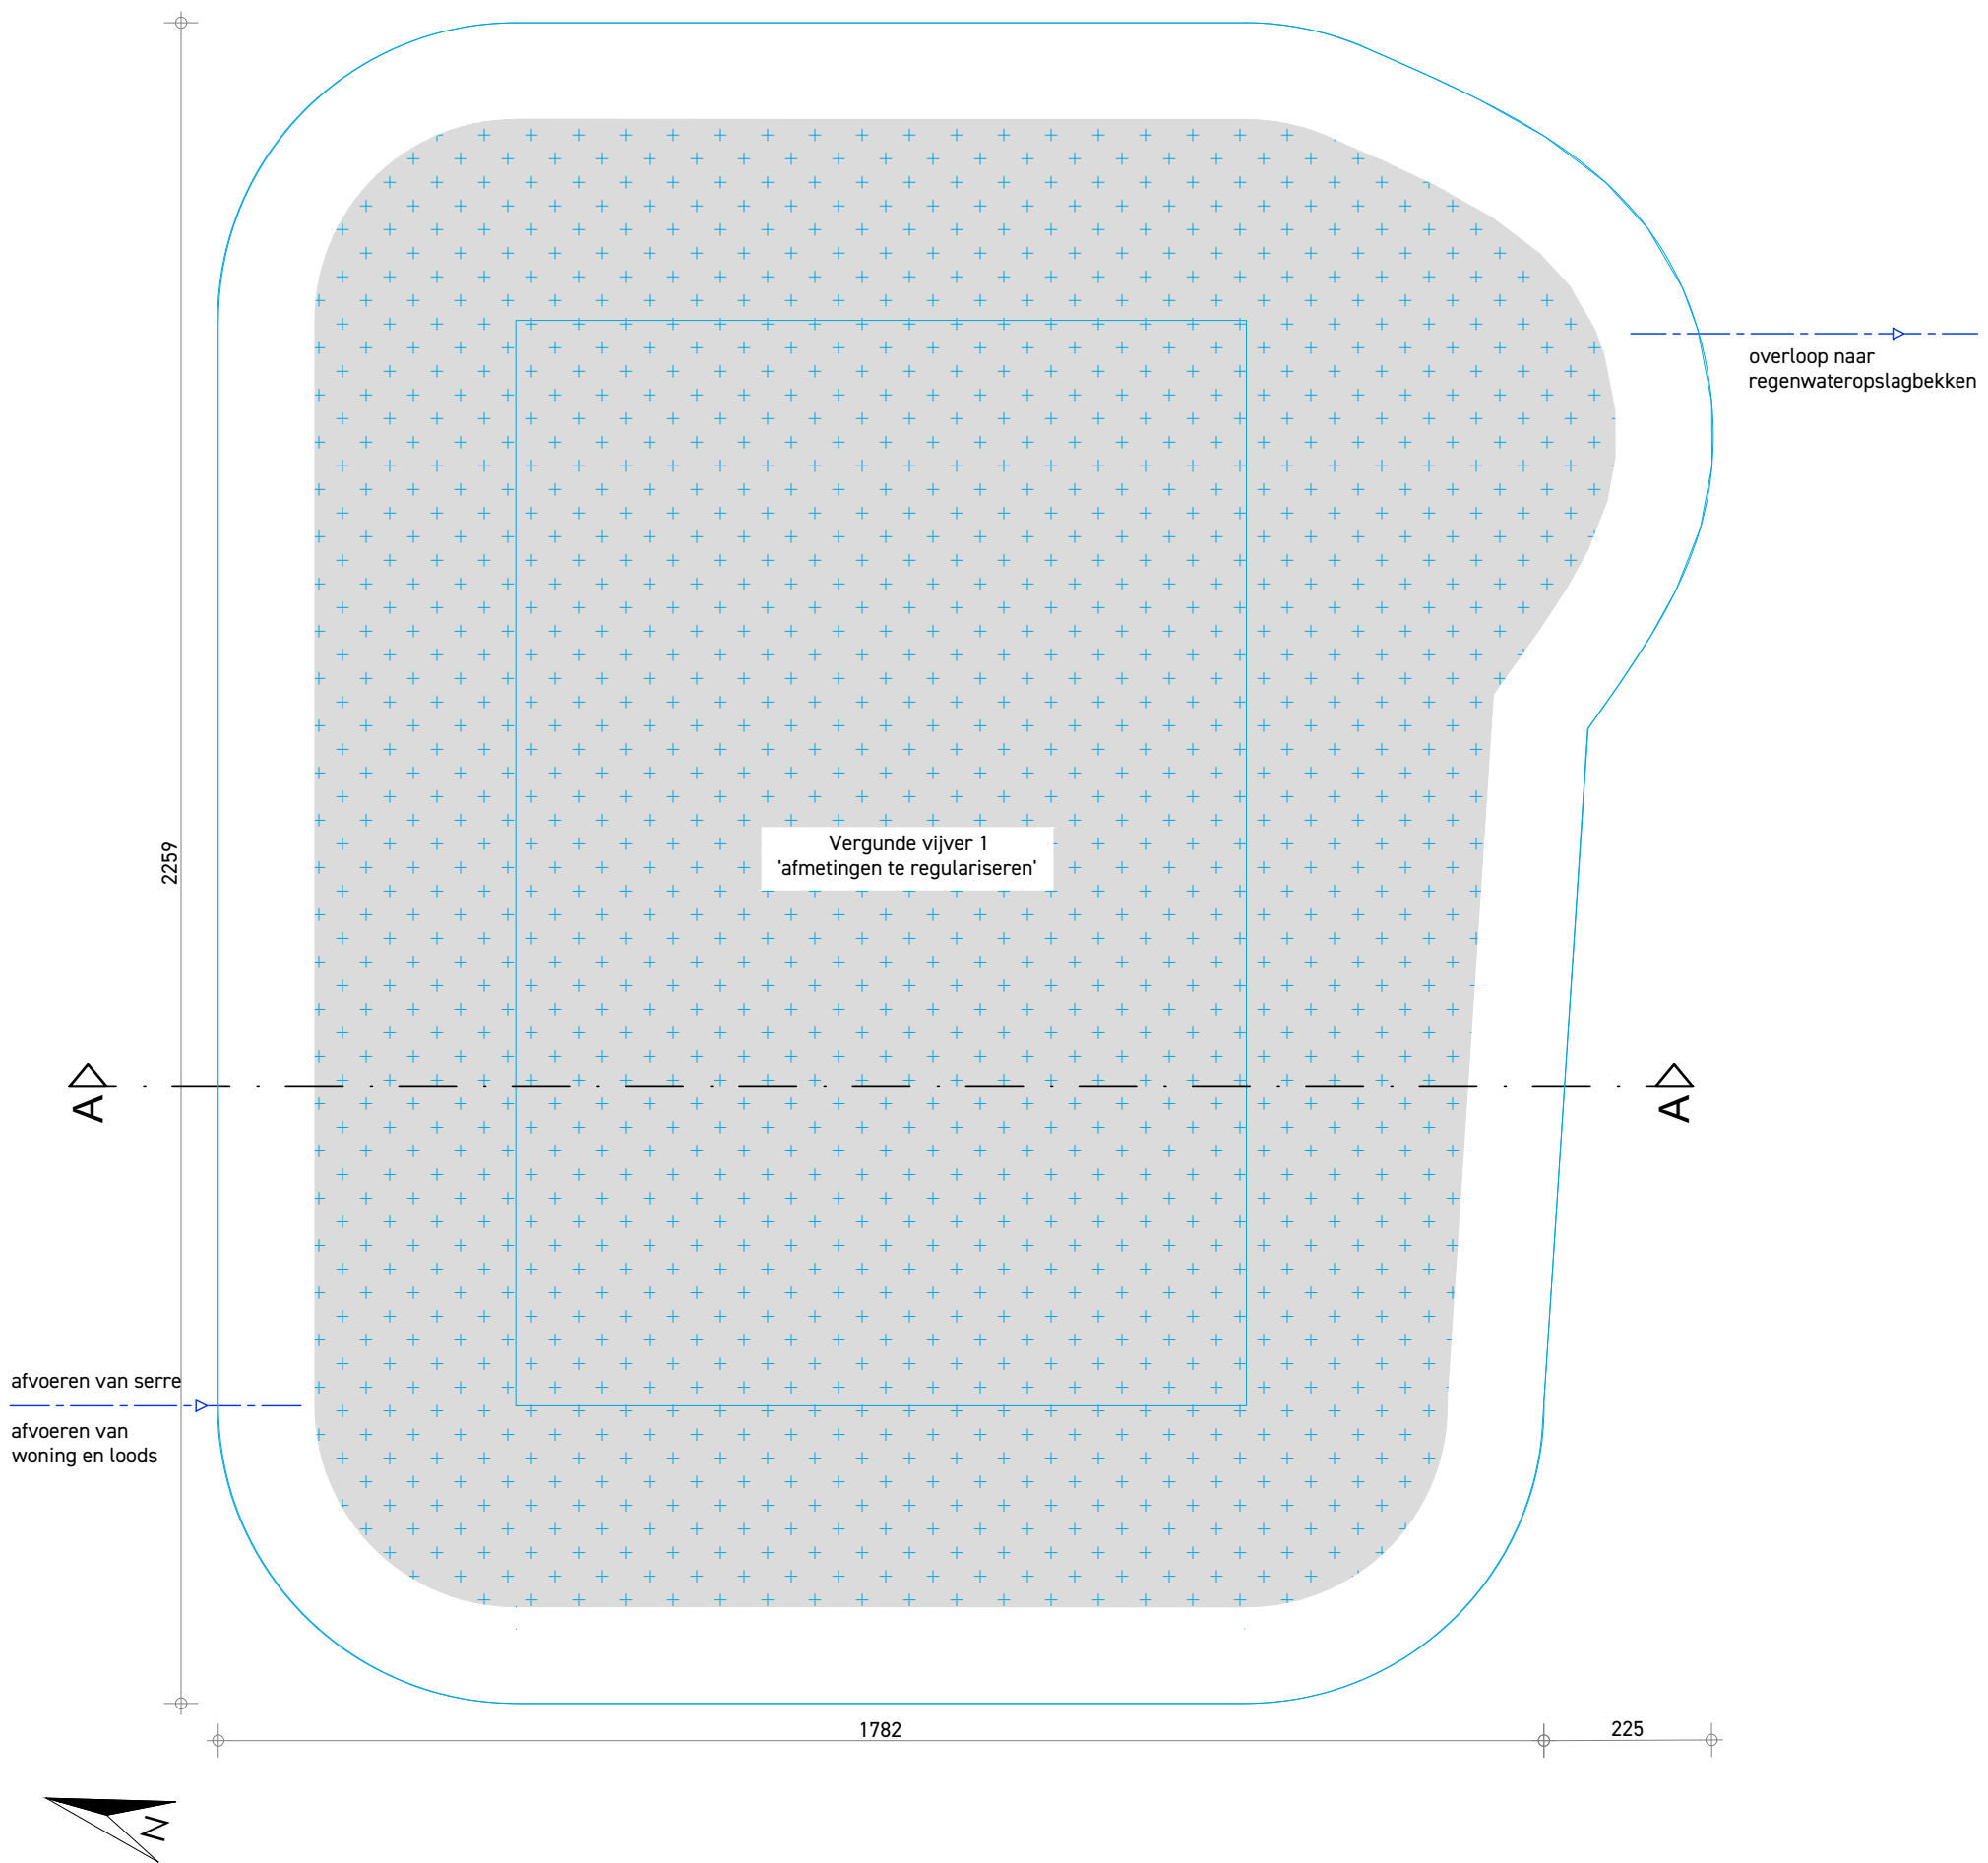 overloop naar
regenwateropslagbekken
Vergunde vijver 1
'afmetingen te regulariseren'
2259
A
A
afvoeren van serre
afvoeren van
woning en loods
1782
225
N